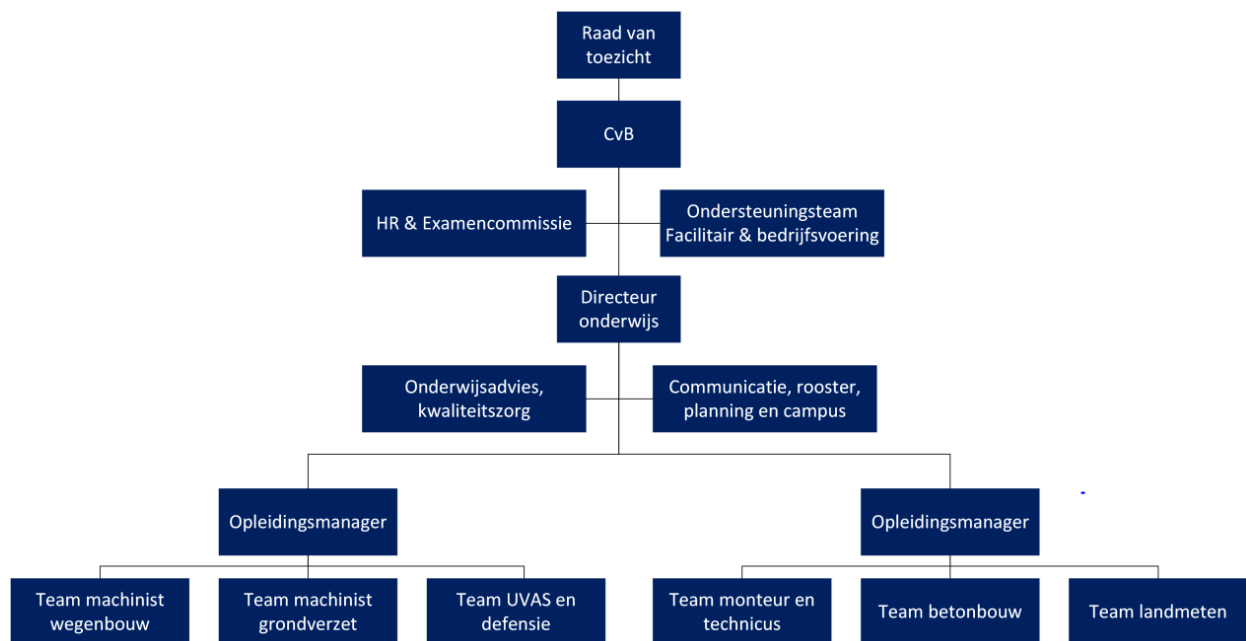 Raad van
toezicht
CvB
HR & Examencommissie
Ondersteuningsteam
Facilitair & bedrijfsvoering
Directeur
onderwijs
Onderwijsadvies,
kwaliteitszorg
Communicatie, rooster,
planning en campus
Opleidingsmanager
Opleidingsmanager
Team machinist
wegenbouw
Team machinist
grondverzet
Team UVAS en
defensie
Team monteur en
technicus
Team betonbouw
Team landmeten